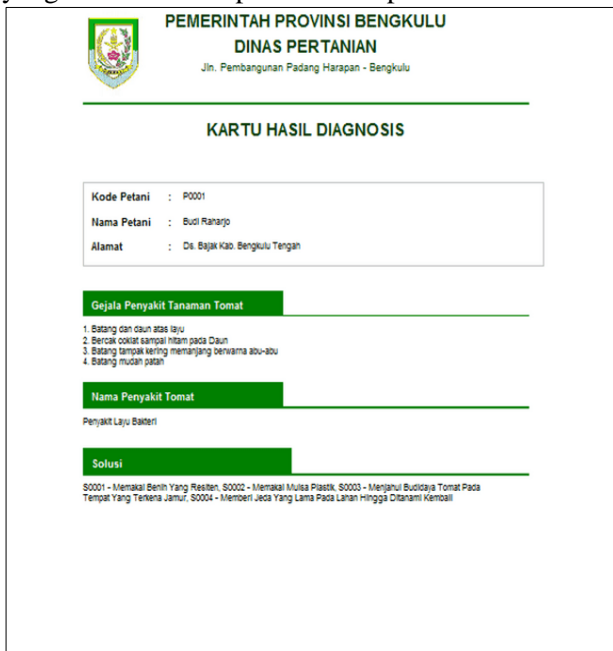 PEMERINTAH PROVINSI BENGKULU
DINAS PERTANIAN
Jln. Pembangunan Padang Harapan - Bengkulu
KARTU HASIL DIAGNOSIS
Kode Petani : P0001
Nama Petani : Budi Raharjo
Alamat : Ds. Bajak Kab. Bengkulu Tengah
Gejala Penyakit Tanaman Tomat
1. Batang dan daun atas layu
2. Bercak coklat sampai hitam pada Daun
3. Batang tampak kering memanjang berwarna abu-abu
4. Batang mudah patah
Nama Penyakit Tomat
Penyakit Layu Bakteri
Solusi
S0001 - Memakai Benih Yang Resiten, S0002 - Memakai Mulsa Plastik, S0003 - Menjahui Budidaya Tomat Pada
Tempat Yang Terkena Jamur, S0004 - Memberi Jeda Yang Lama Pada Lahan Hingga Ditanami Kembali